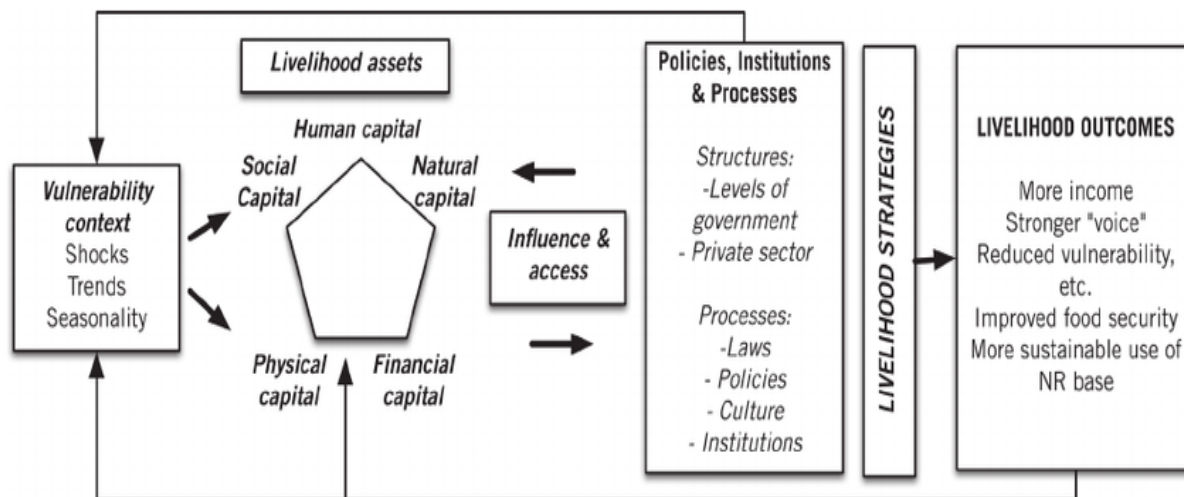 Livelihood assets
Human capital
Social
Capital
Natural
capital
Vulnerability
context
Shocks
Trends
Seasonality
Physical
capital
Financial
capital
Influence &
access
Policies, Institutions
& Processes
Structures:
-Levels of
government
- Private sector
Processes:
-Laws
- Policies
- Culture
- Institutions
LIVELIHOOD STRATEGIES
LIVELIHOOD OUTCOMES
More income
Stronger "voice"
Reduced vulnerability,
etc.
Improved food security
More sustainable use of
NR base